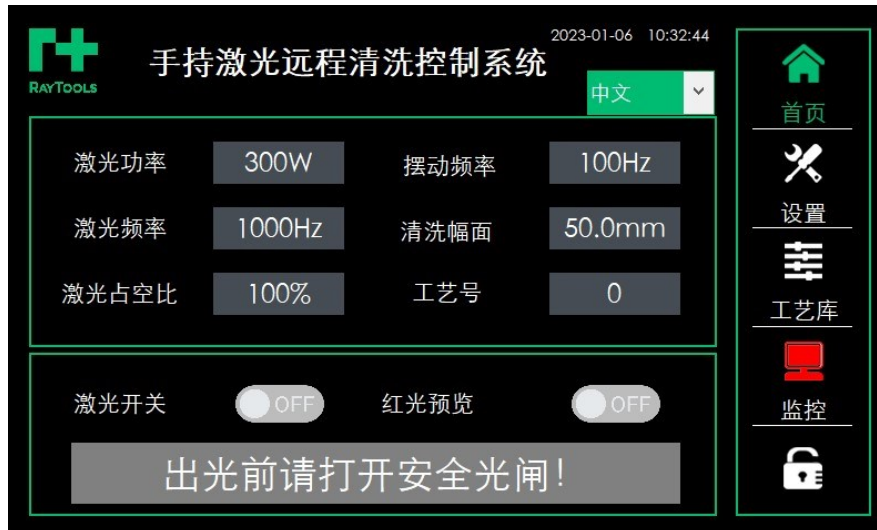 2023-01-06 10:32:44
RAYTOOLS
手持激光远程清洗控制系统
中文
首页
激光功率 300W 摆动频率 100Hz
激光频率 1000Hz 清洗幅面 50.0mm
激光占空比 100% 工艺号 0
设置
工艺库
激光开关 OFF 红光预览 OFF
监控
出光前请打开安全光闸!